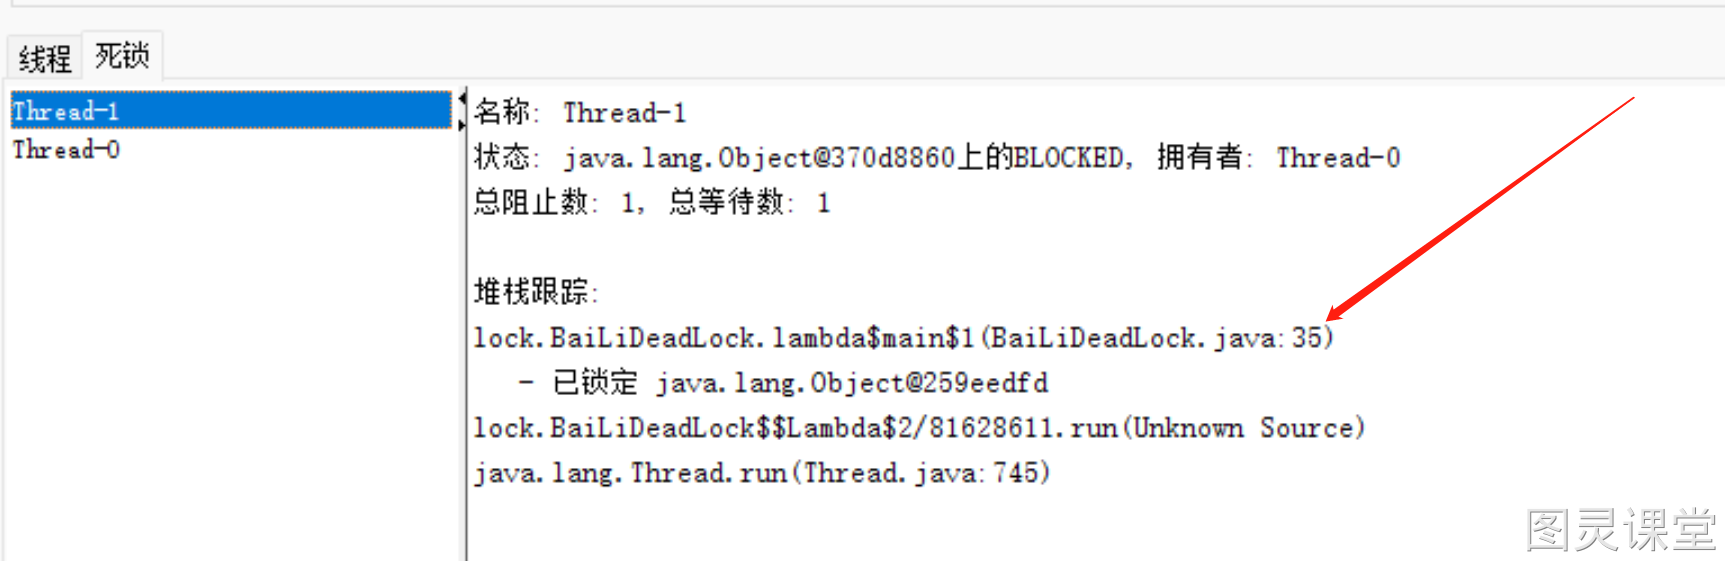 线程 死锁
Thread-1
Thread-0
名称: Thread-1
状态: java.lang.Object@370d8860上的BLOCKED, 拥有者: Thread-0
总阻止数: 1, 总等待数: 1
堆栈跟踪:
lock.BaiLiDeadLock.lambda$main$1(BaiLiDeadLock.java:35)
- 已锁定 java.lang.Object@259eedfd
lock.BaiLiDeadLock$$Lambda$2/81628611.run(Unknown Source)
java.lang.Thread.run(Thread.java:745)
图灵课堂